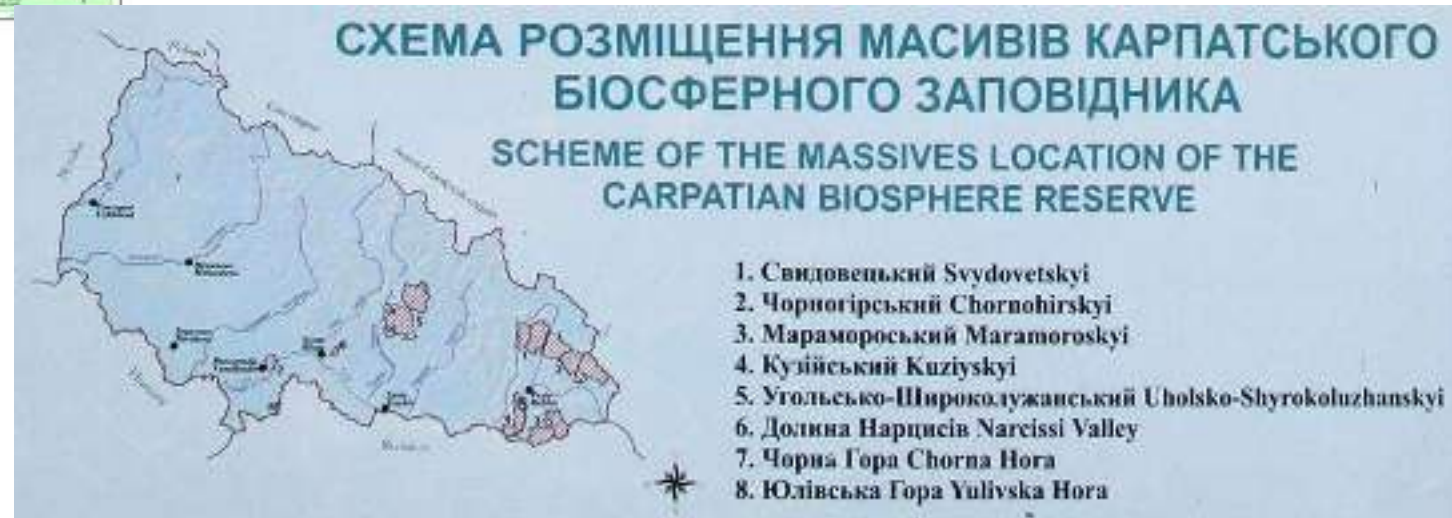 СХЕМА РОЗМІЩЕННЯ МАСИВІВ КАРПАТСЬКОГО
БІОСФЕРНОГО ЗАПОВІДНИКА
SCHEME OF THE MASSIVES LOCATION OF THE
CARPATIAN BIOSPHERE RESERVE
1. Свидовецький Svydovetskyi
2. Чорногірський Chornohirskyi
3. Марамороський Maramoroskyi
4. Кузійський Kuziyskyi
5. Угольсько-Широколужанський Uholsko-Shyrokoluzhanskyi
6. Долина Нарцисів Narcissi Valley
7. Чорна Гора Chorna Hora
8. Юлівська Гора Yulivska Hora